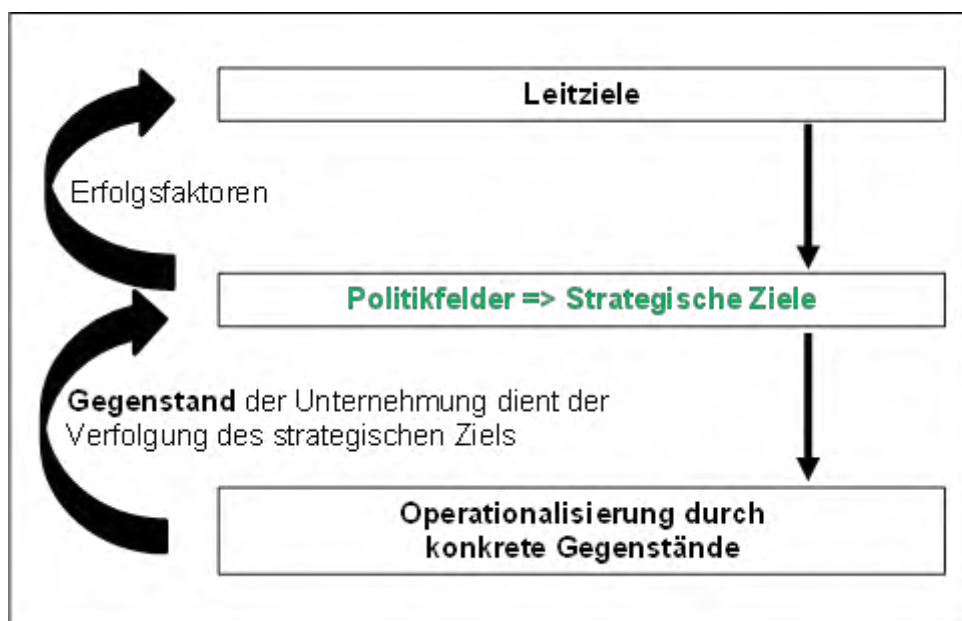 Leitziele
Erfolgsfaktoren
Politikfelder => Strategische Ziele
Gegenstand der Unternehmung dient der
Verfolgung des strategischen Ziels
Operationalisierung durch
konkrete Gegenstände